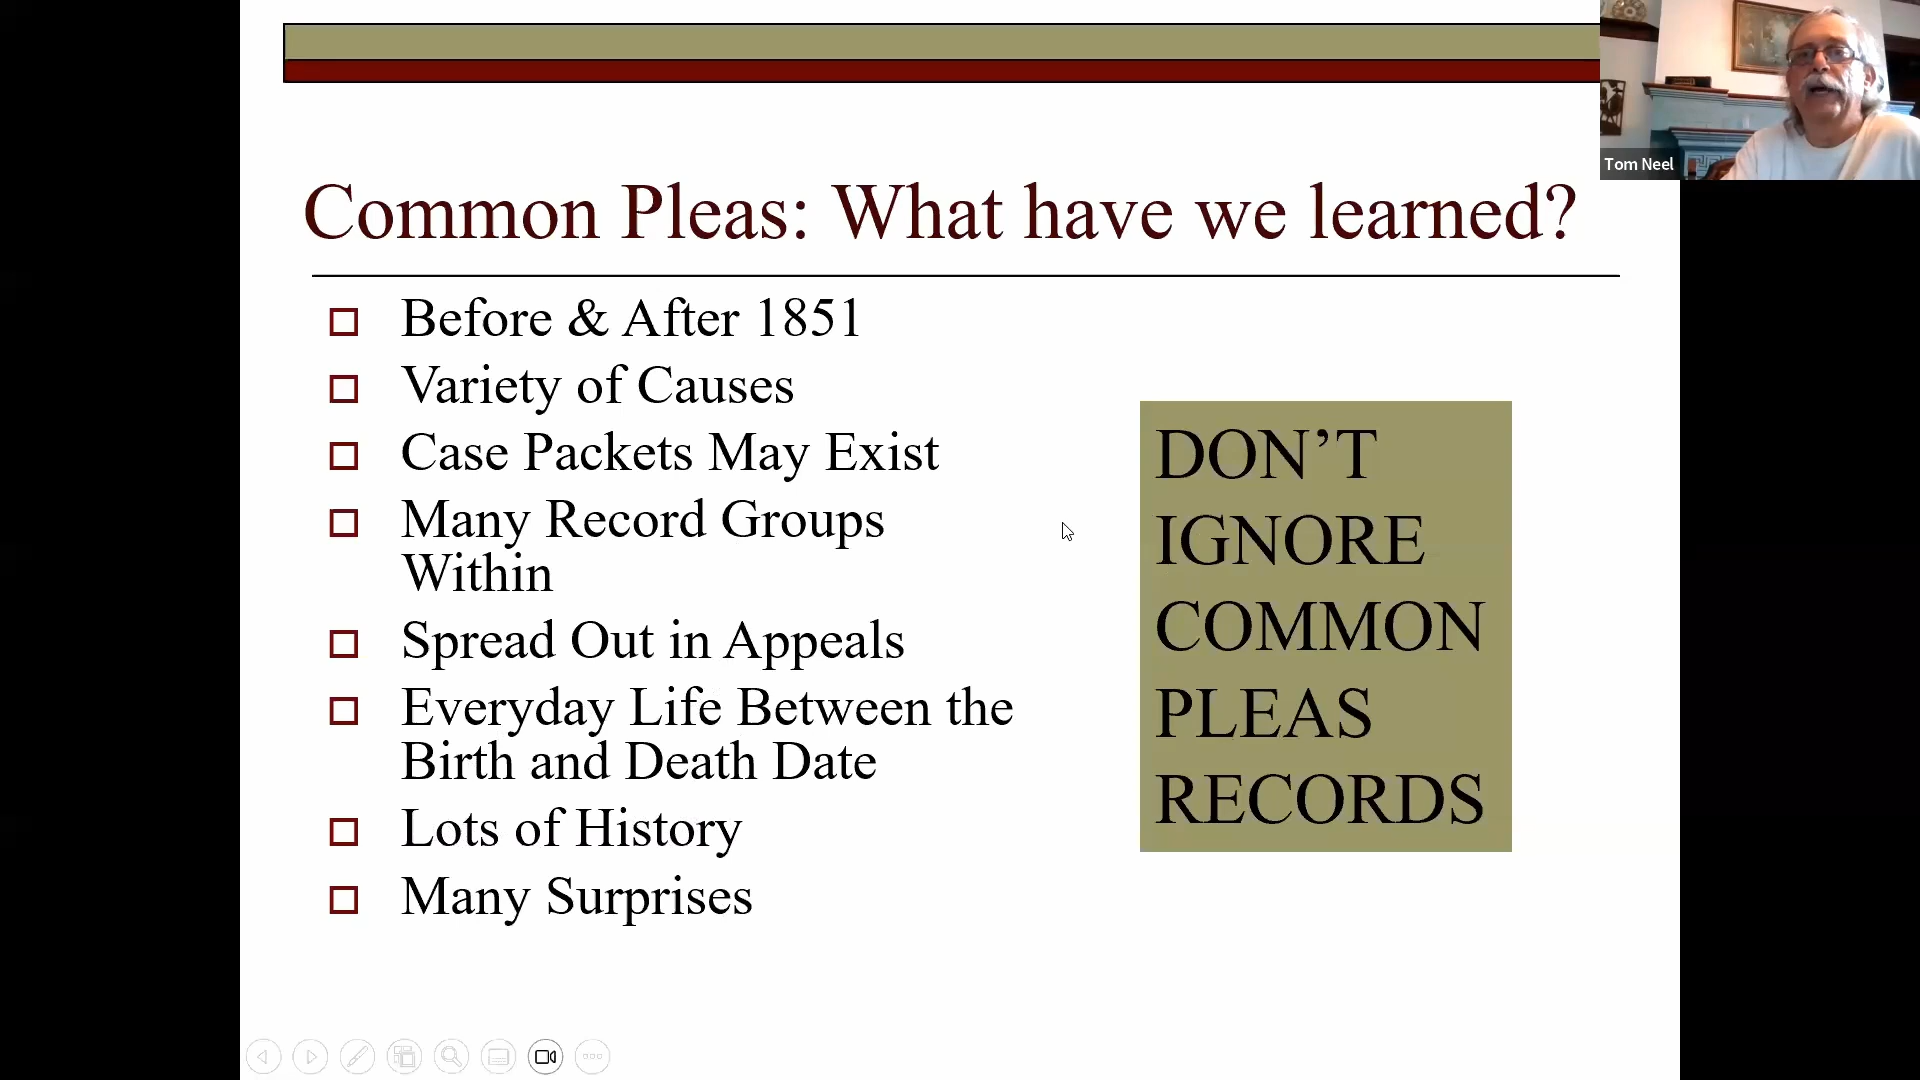 Common Pleas: What have we learned?
Before & After 1851
Variety of Causes
Case Packets May Exist
Many Record Groups
Within
Spread Out in Appeals
Everyday Life Between the
Birth and Death Date
Lots of History
Many Surprises
DON’T
IGNORE
COMMON
PLEAS
RECORDS
Tom Neel